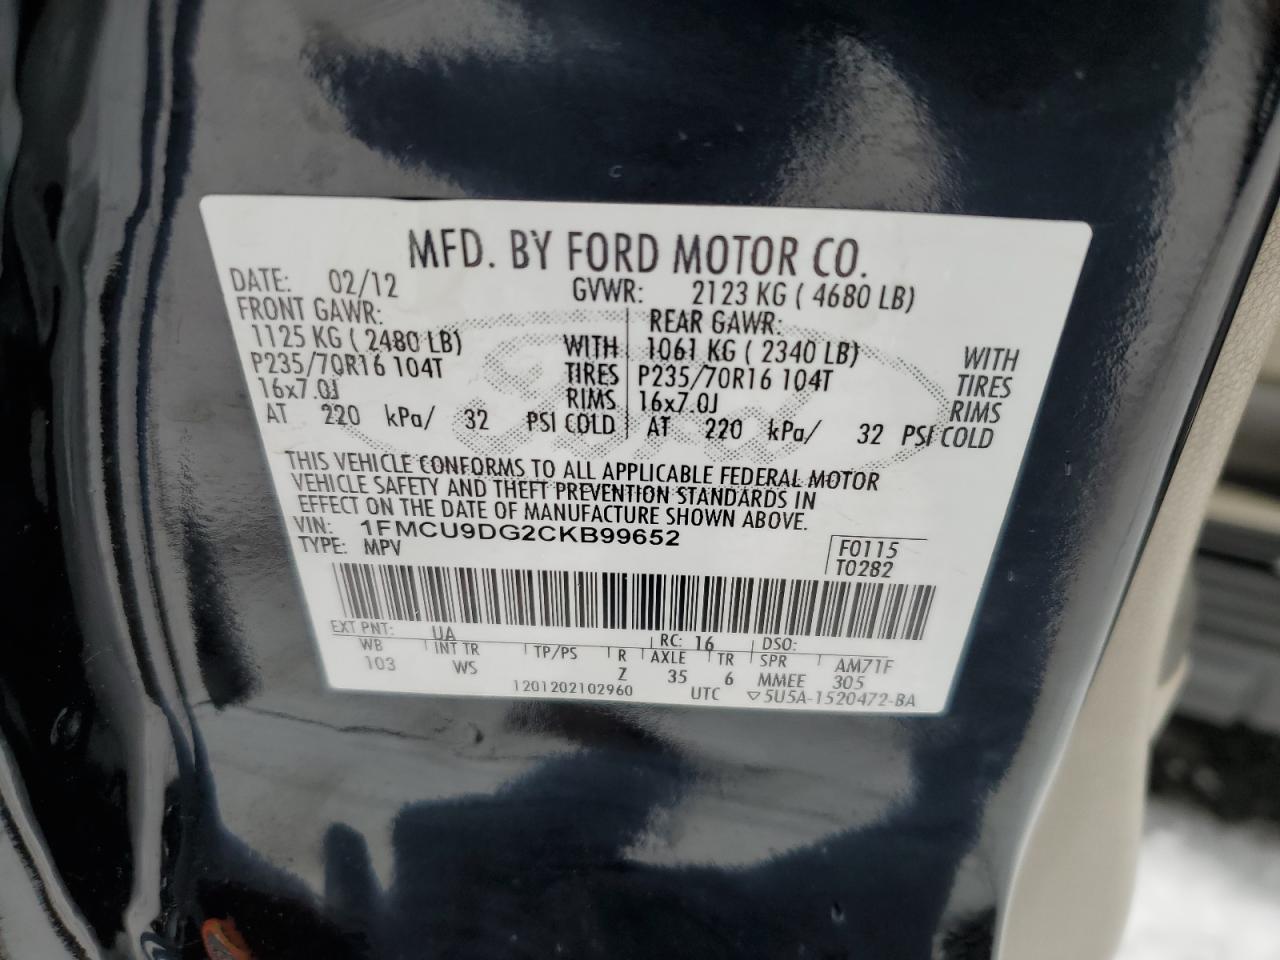 MFD. BY FORD MOTOR CO.
DATE: 02/12 GVWR: 2123 KG ( 4680 LB)
FRONT GAWR: REAR GAWR:
1125 KG ( 2480 LB) WITH 1061 KG ( 2340 LB) WITH
P235/70R16 104T TIRES P235/70R16 104T TIRES
16x7.0J RIMS 16x7.0J RIMS
AT 220 kPa/ 32 PSI COLD AT 220 kPa/ 32 PSI COLD
THIS VEHICLE CONFORMS TO ALL APPLICABLE FEDERAL MOTOR
VEHICLE SAFETY AND THEFT PREVENTION STANDARDS IN
EFFECT ON THE DATE OF MANUFACTURE SHOWN ABOVE.
VIN: 1FMCU9DG2CKB99652
TYPE: MPV
F0115
T0282
EXT PNT: UA RC: 16 DSO:
WB INT TR TP/PS R AXLE TR SPR AM71F
103 WS Z 35 6 MMEE 305
1201202102960 UTC ▽5U5A-1520472-BA